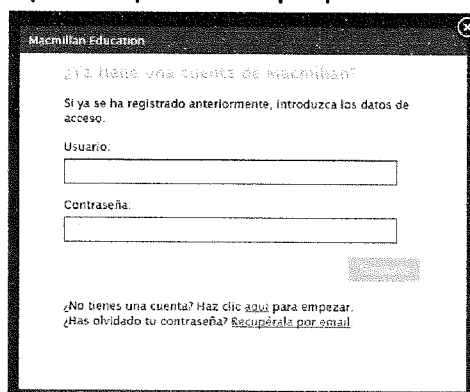 Macmillan Education
¿Ya tiene una cuenta de Macmillan?
Si ya se ha registrado anteriormente, introduzca los datos de
acceso.
Usuario:
Contraseña:
¿No tienes una cuenta? Haz clic aquí para empezar.
¿Has olvidado tu contraseña? Recupérala por email.